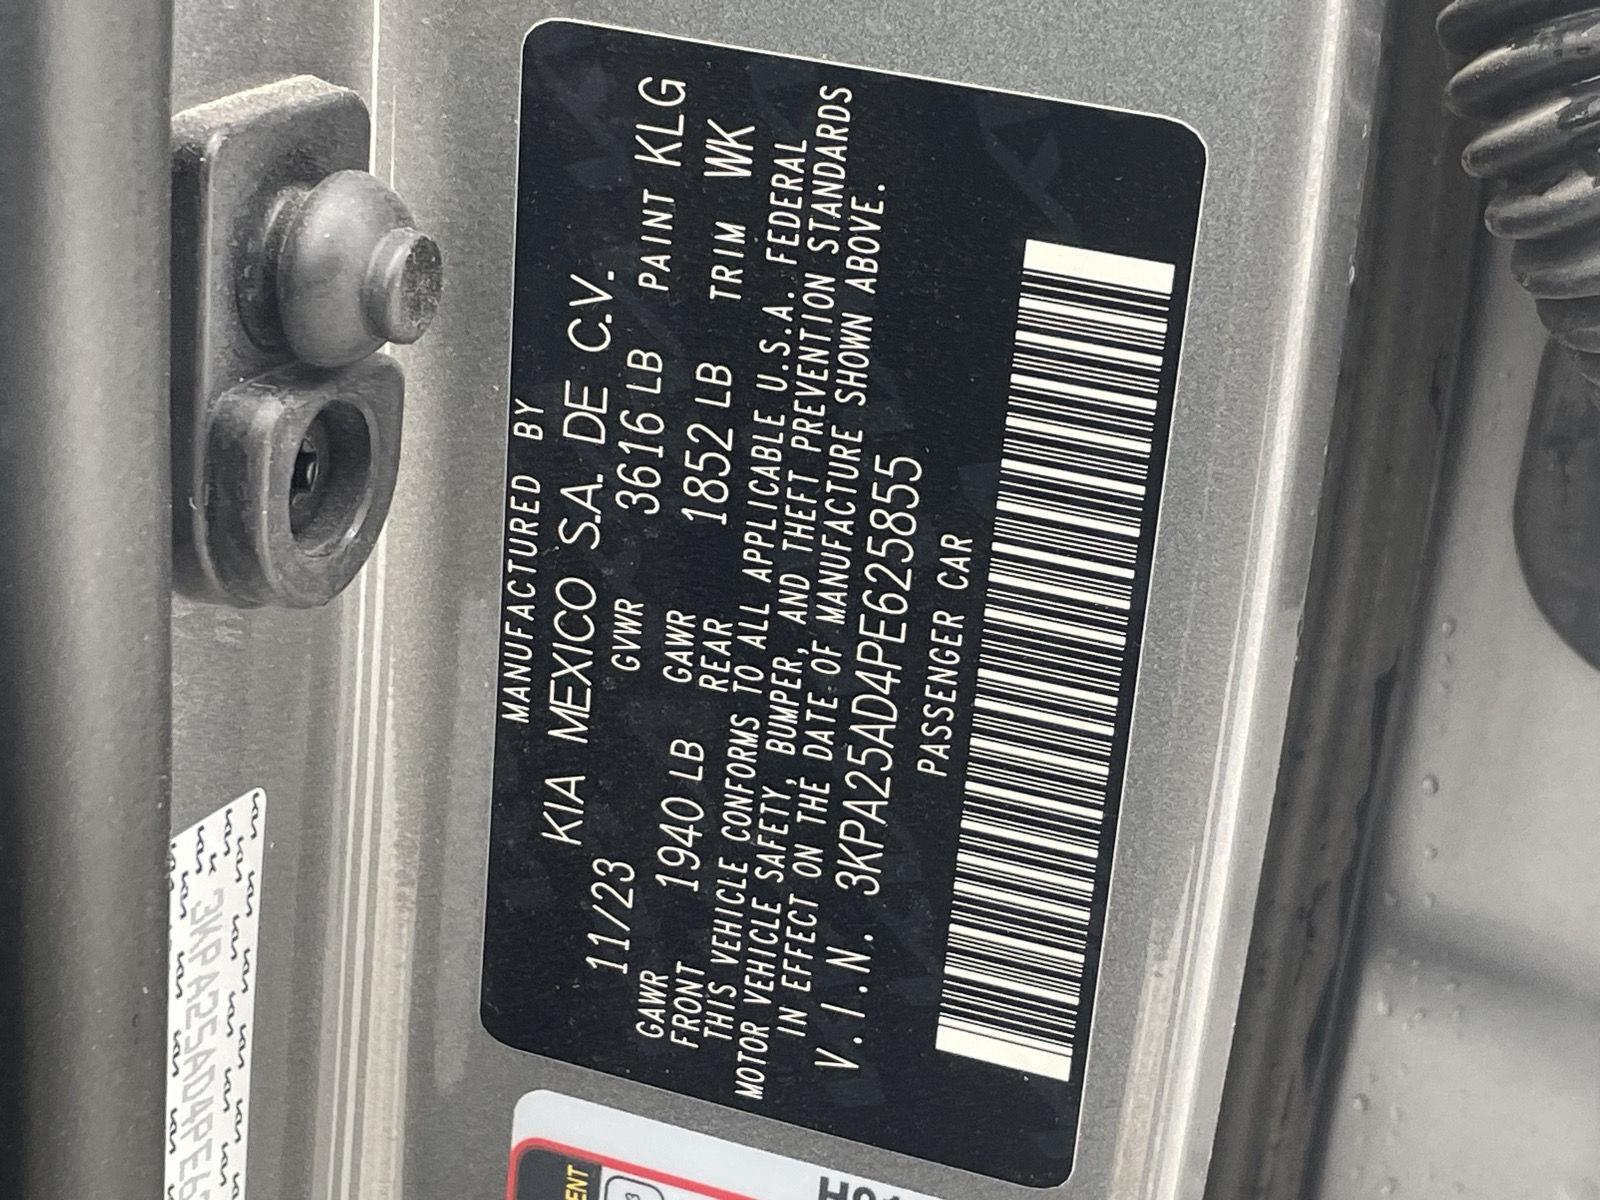 MANUFACTURED BY
KIA MEXICO S.A. DE C.V.
11/23 GVWR 3616 LB PAINT KLG
GAWR FRONT 1940 LB GAWR REAR 1852 LB TRIM WK
THIS VEHICLE CONFORMS TO ALL APPLICABLE U.S.A. FEDERAL
MOTOR VEHICLE SAFETY, BUMPER, AND THEFT PREVENTION STANDARDS
IN EFFECT ON THE DATE OF MANUFACTURE SHOWN ABOVE.
V.I.N. 3KPA25AD4PE625855
PASSENGER CAR